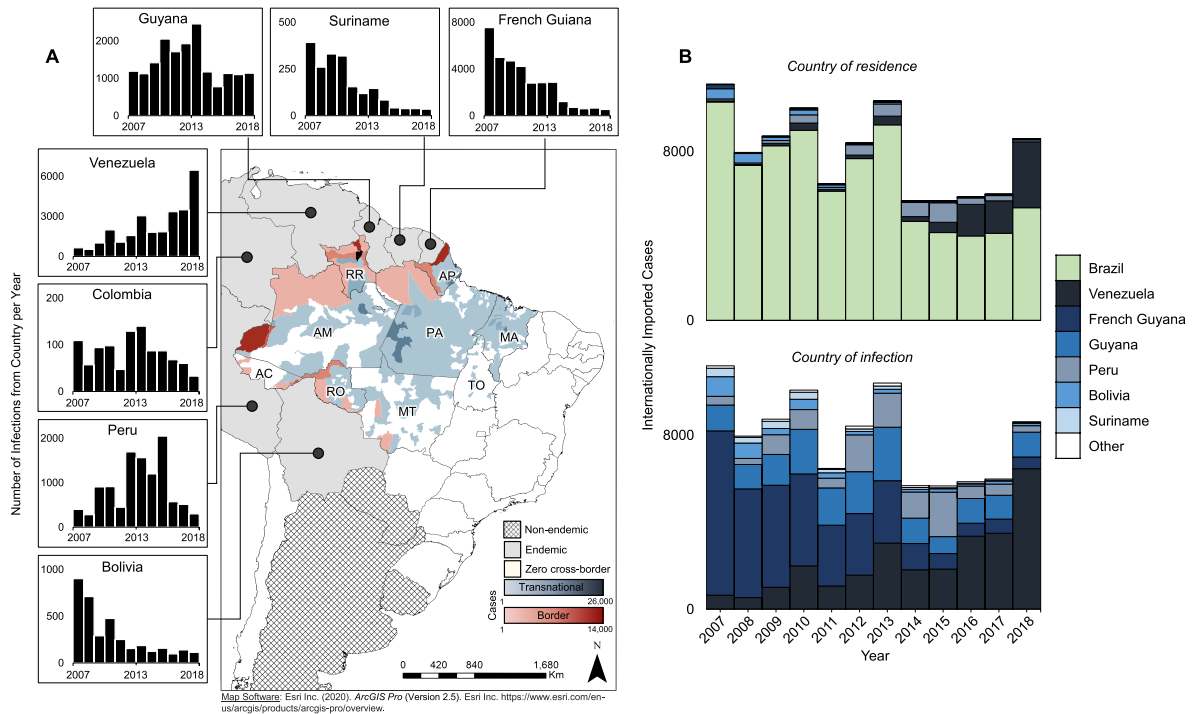 A
Number of Infections from Country per Year
Guyana
2000
1000
0
2007 2013 2018
Suriname
500
250
0
2007 2013 2018
French Guiana
8000
4000
0
2007 2013 2018
Venezuela
6000
3000
0
2007 2013 2018
Colombia
200
100
0
2007 2013 2018
Peru
2000
1000
0
2007 2013 2018
Bolivia
1000
500
0
2007 2013 2018
RR
AP
AM
PA
MA
AC
RO
TO
MT
Non-endemic
Endemic
Zero cross-border
Cases
Transnational
1 26,000
Border
1 14,000
N
0 420 840 1,680
Km
Map Software: Esri Inc. (2020). ArcGIS Pro (Version 2.5). Esri Inc. https://www.esri.com/en-
us/arcgis/products/arcgis-pro/overview.
B
Internationally Imported Cases
Country of residence
8000
0
Country of infection
8000
0
2007 2008 2009 2010 2011 2012 2013 2014 2015 2016 2017 2018
Year
Brazil
Venezuela
French Guyana
Guyana
Peru
Bolivia
Suriname
Other